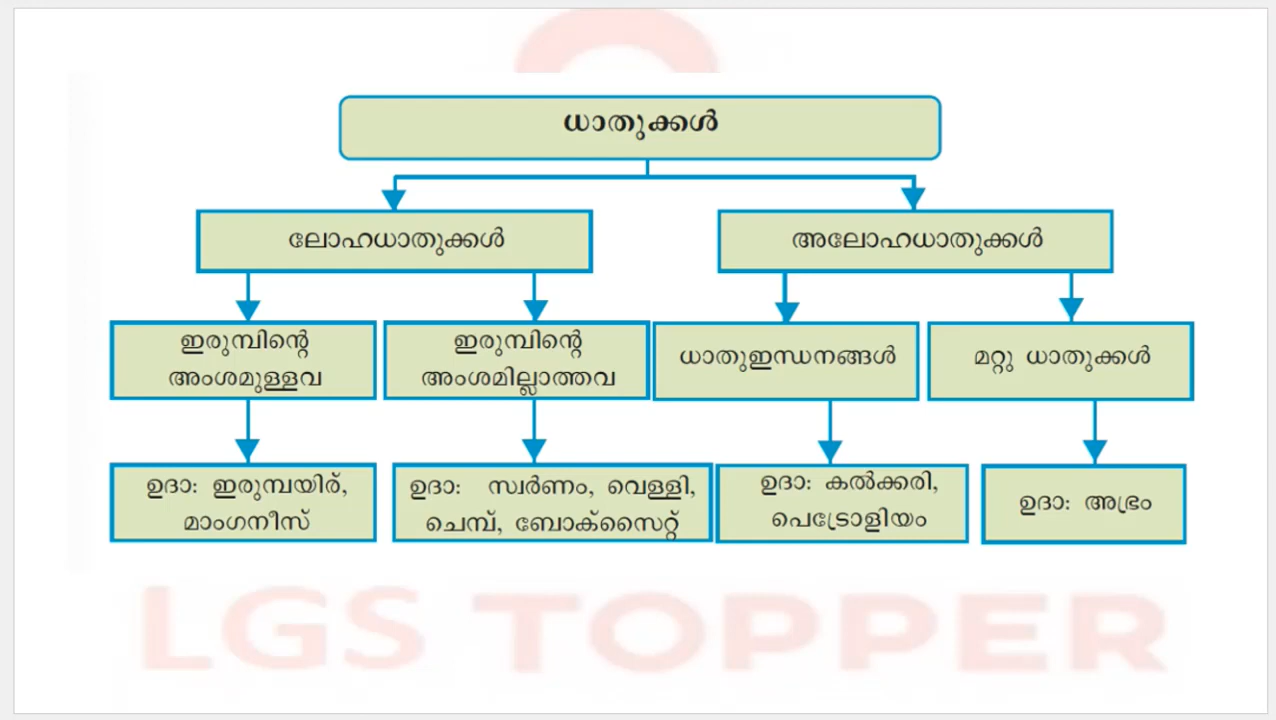 ധാതുക്കൾ
ലോഹധാതുക്കൾ
അലോഹധാതുക്കൾ
ഇരുമ്പിന്റെ
അംശമുള്ളവ
ഇരുമ്പിന്റെ
അംശമില്ലാത്തവ
ധാതുഇന്ധനങ്ങൾ
മറ്റു ധാതുക്കൾ
ഉദാ: ഇരുമ്പയിര്,
മാംഗനീസ്
ഉദാ: സ്വർണം, വെള്ളി,
ചെമ്പ്, ബോക്സൈറ്റ്
ഉദാ: കൽക്കരി,
പെട്രോളിയം
ഉദാ: അഭ്രം
LGS TOPPER